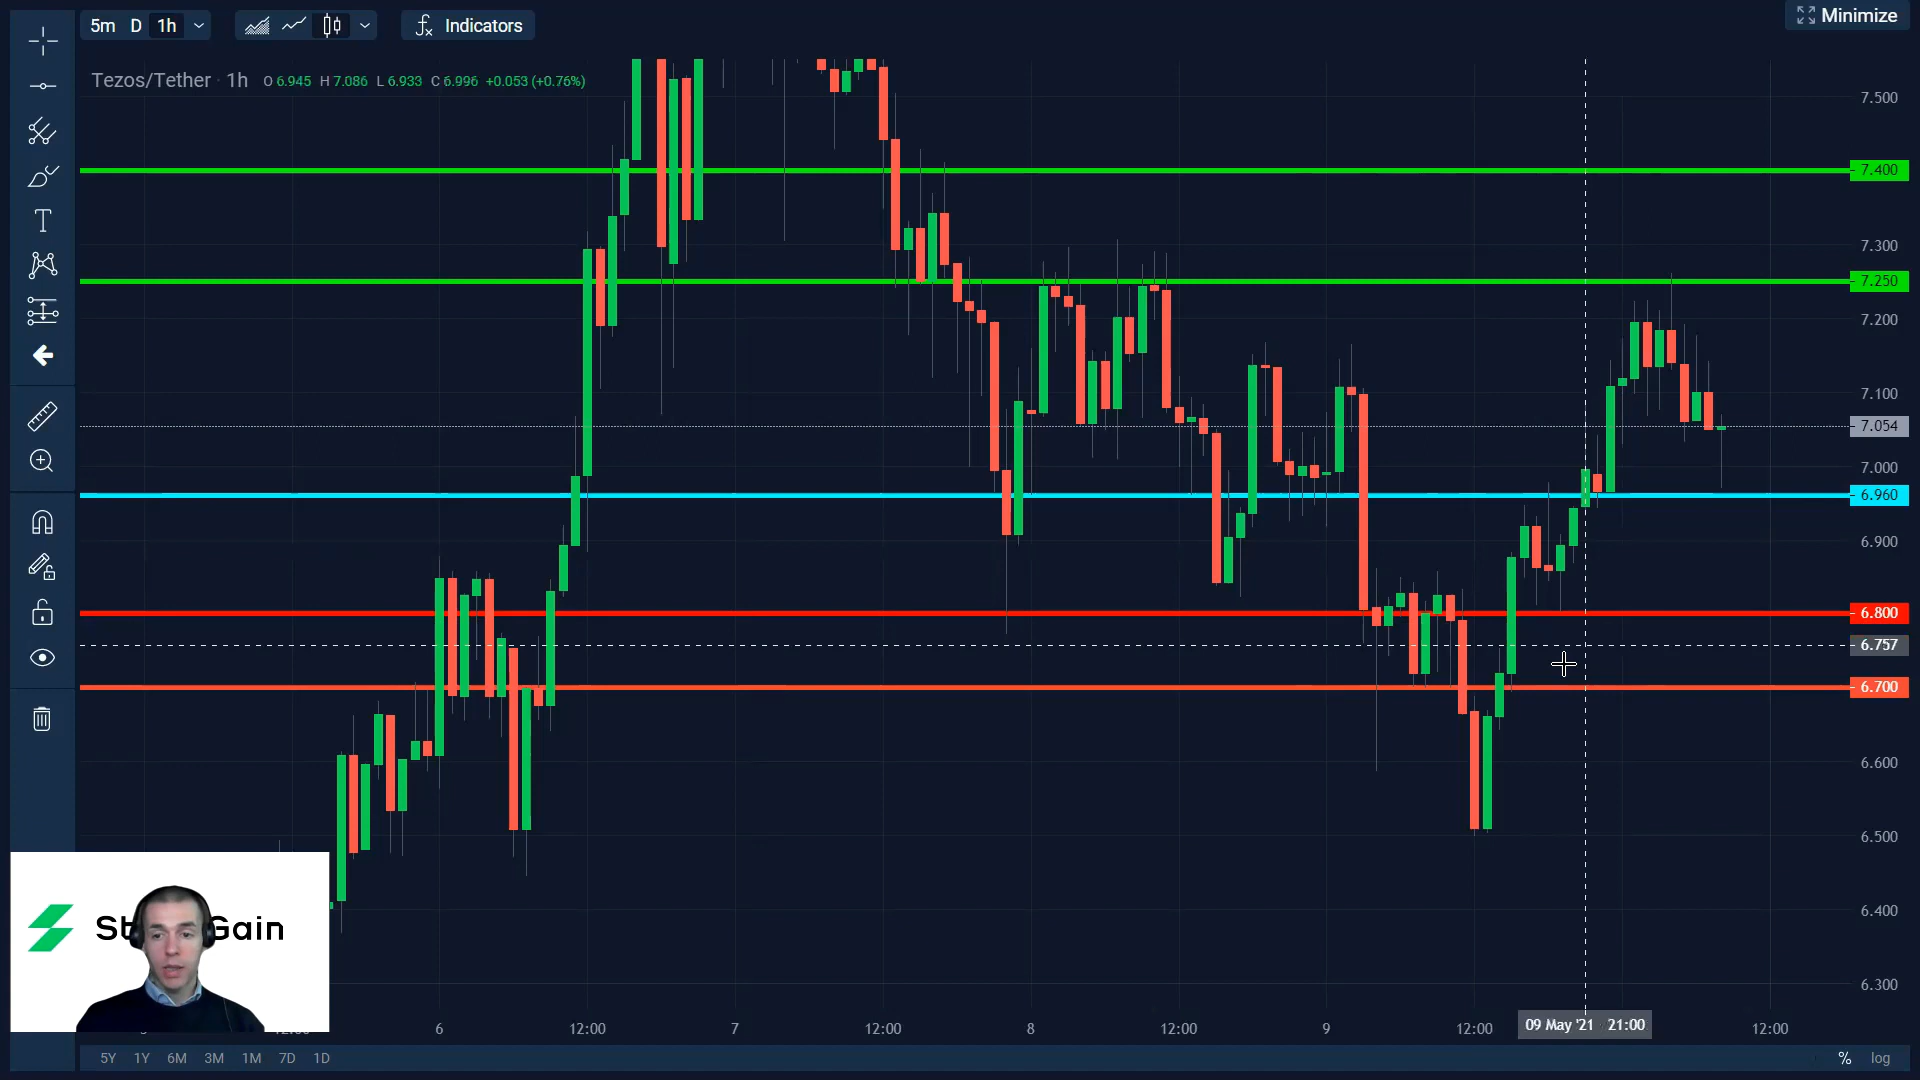 5m D 1h
Indicators
Minimize
Tezos/Tether · 1h O 6.945 H 7.086 L 6.933 C 6.996 +0.053 (+0.76%)
7.500
7.400
7.300
7.250
7.200
7.100
7.054
7.000
6.960
6.900
6.800
6.757
6.700
6.600
6.500
6.400
6.300
Gain
6 12:00 7 12:00 8 12:00 9 12:00 09 May '21 21:00 12:00
5Y 1Y 6M 3M 1M 7D 1D
% log